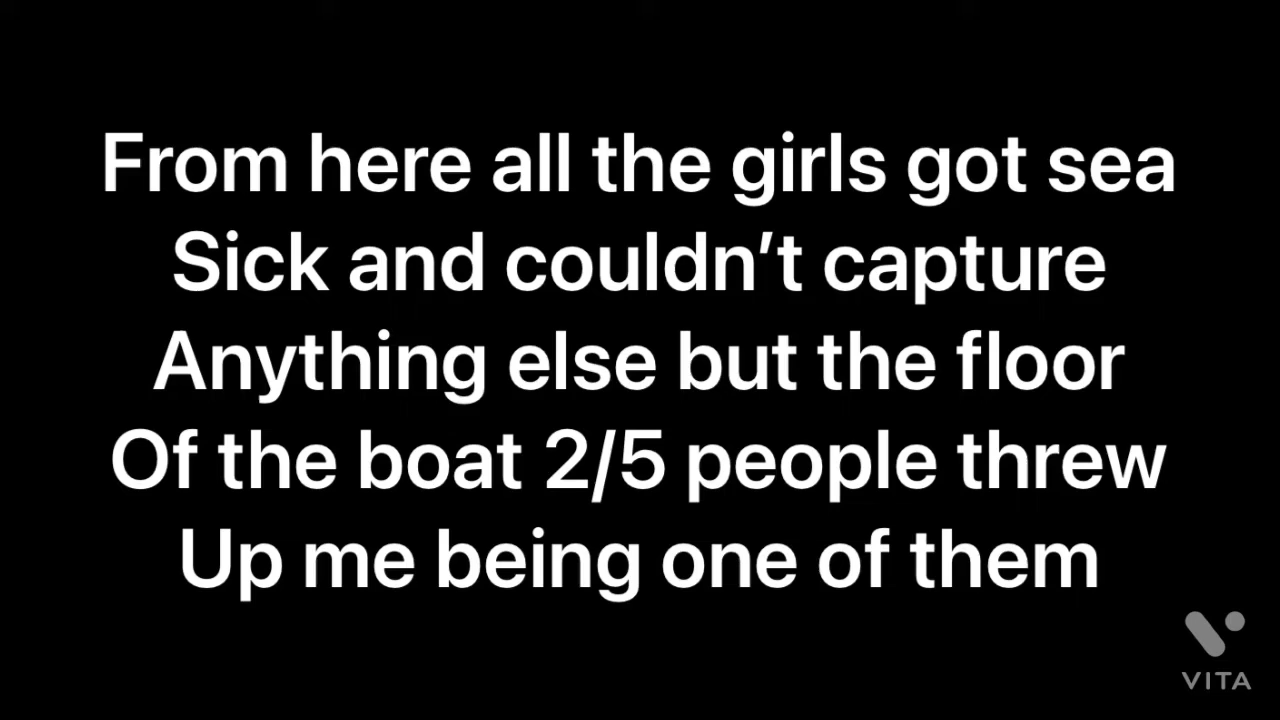 From here all the girls got sea
Sick and couldn’t capture
Anything else but the floor
Of the boat 2/5 people threw
Up me being one of them
VITA